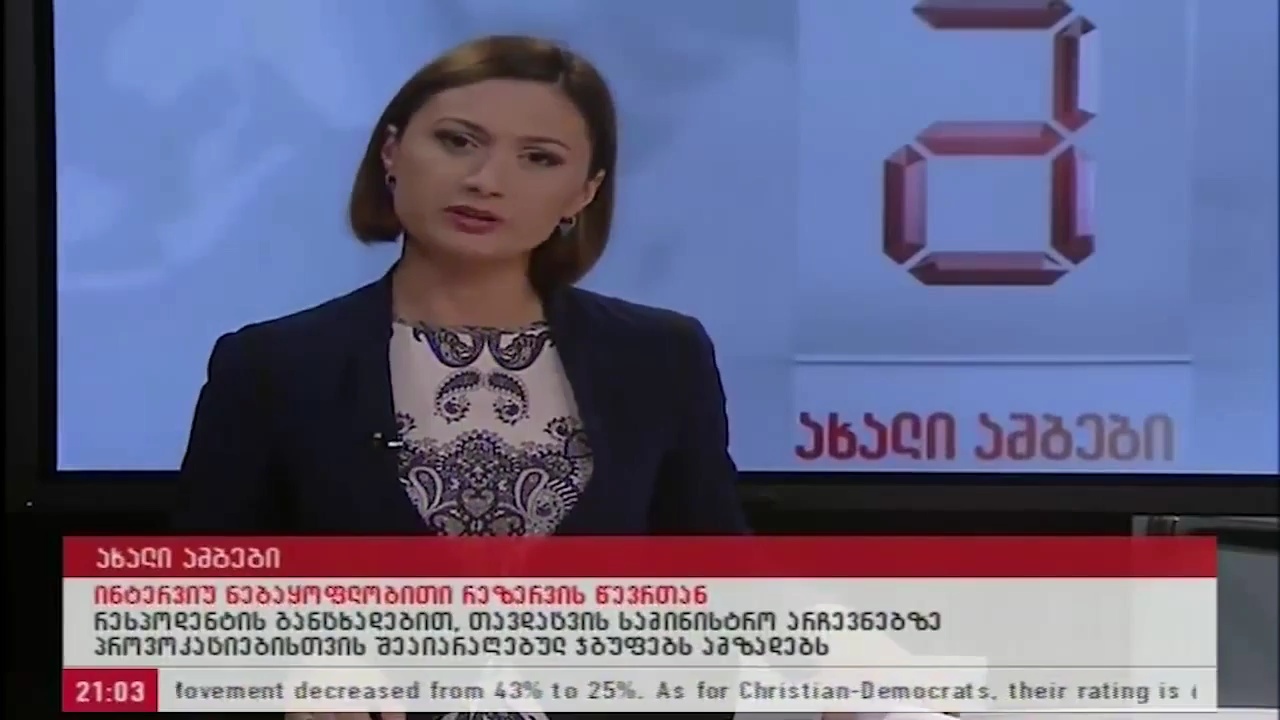 ახალი ამბები
ახალი ამბები
ინტერვიუ ნებაყოფლობითი რეზერვის წევრთან
რესპოდენტის განცხადებით, თავდაცვის სამინისტრო არჩევნებზე
პროვოკაციებისთვის შეაიარაღებულ ჯგუფებს ამზადებს
21:03 fovement decreased from 43% to 25%. As for Christian-Democrats, their rating is